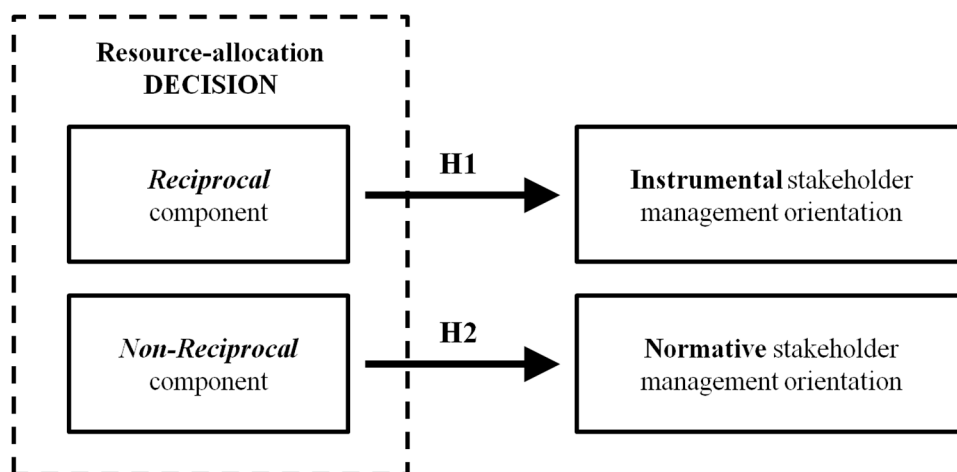 Resource-allocation
DECISION
Reciprocal
component
H1
Instrumental stakeholder
management orientation
Non-Reciprocal
component
H2
Normative stakeholder
management orientation